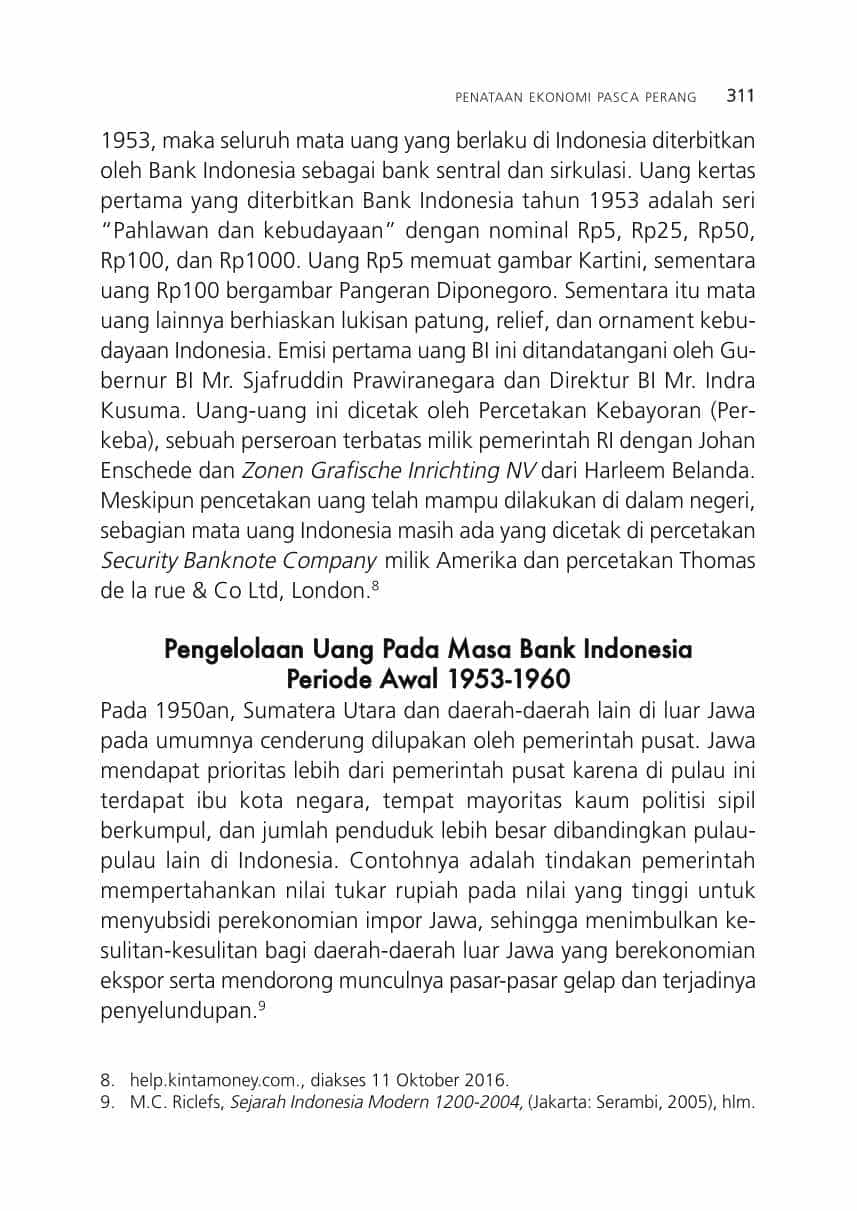 PENATAAN EKONOMI PASCA PERANG 311
1953, maka seluruh mata uang yang berlaku di Indonesia diterbitkan
oleh Bank Indonesia sebagai bank sentral dan sirkulasi. Uang kertas
pertama yang diterbitkan Bank Indonesia tahun 1953 adalah seri
“Pahlawan dan kebudayaan” dengan nominal Rp5, Rp25, Rp50,
Rp100, dan Rp1000. Uang Rp5 memuat gambar Kartini, sementara
uang Rp100 bergambar Pangeran Diponegoro. Sementara itu mata
uang lainnya berhiaskan lukisan patung, relief, dan ornament kebu-
dayaan Indonesia. Emisi pertama uang BI ini ditandatangani oleh Gu-
bernur BI Mr. Sjafruddin Prawiranegara dan Direktur BI Mr. Indra
Kusuma. Uang-uang ini dicetak oleh Percetakan Kebayoran (Per-
keba), sebuah perseroan terbatas milik pemerintah RI dengan Johan
Enschede dan Zonen Grafische Inrichting NV dari Harleem Belanda.
Meskipun pencetakan uang telah mampu dilakukan di dalam negeri,
sebagian mata uang Indonesia masih ada yang dicetak di percetakan
Security Banknote Company milik Amerika dan percetakan Thomas
de la rue & Co Ltd, London.8
Pengelolaan Uang Pada Masa Bank Indonesia
Periode Awal 1953-1960
Pada 1950an, Sumatera Utara dan daerah-daerah lain di luar Jawa
pada umumnya cenderung dilupakan oleh pemerintah pusat. Jawa
mendapat prioritas lebih dari pemerintah pusat karena di pulau ini
terdapat ibu kota negara, tempat mayoritas kaum politisi sipil
berkumpul, dan jumlah penduduk lebih besar dibandingkan pulau-
pulau lain di Indonesia. Contohnya adalah tindakan pemerintah
mempertahankan nilai tukar rupiah pada nilai yang tinggi untuk
menyubsidi perekonomian impor Jawa, sehingga menimbulkan ke-
sulitan-kesulitan bagi daerah-daerah luar Jawa yang berekonomian
ekspor serta mendorong munculnya pasar-pasar gelap dan terjadinya
penyelundupan.9
8. help.kintamoney.com., diakses 11 Oktober 2016.
9. M.C. Riclefs, Sejarah Indonesia Modern 1200-2004, (Jakarta: Serambi, 2005), hlm.